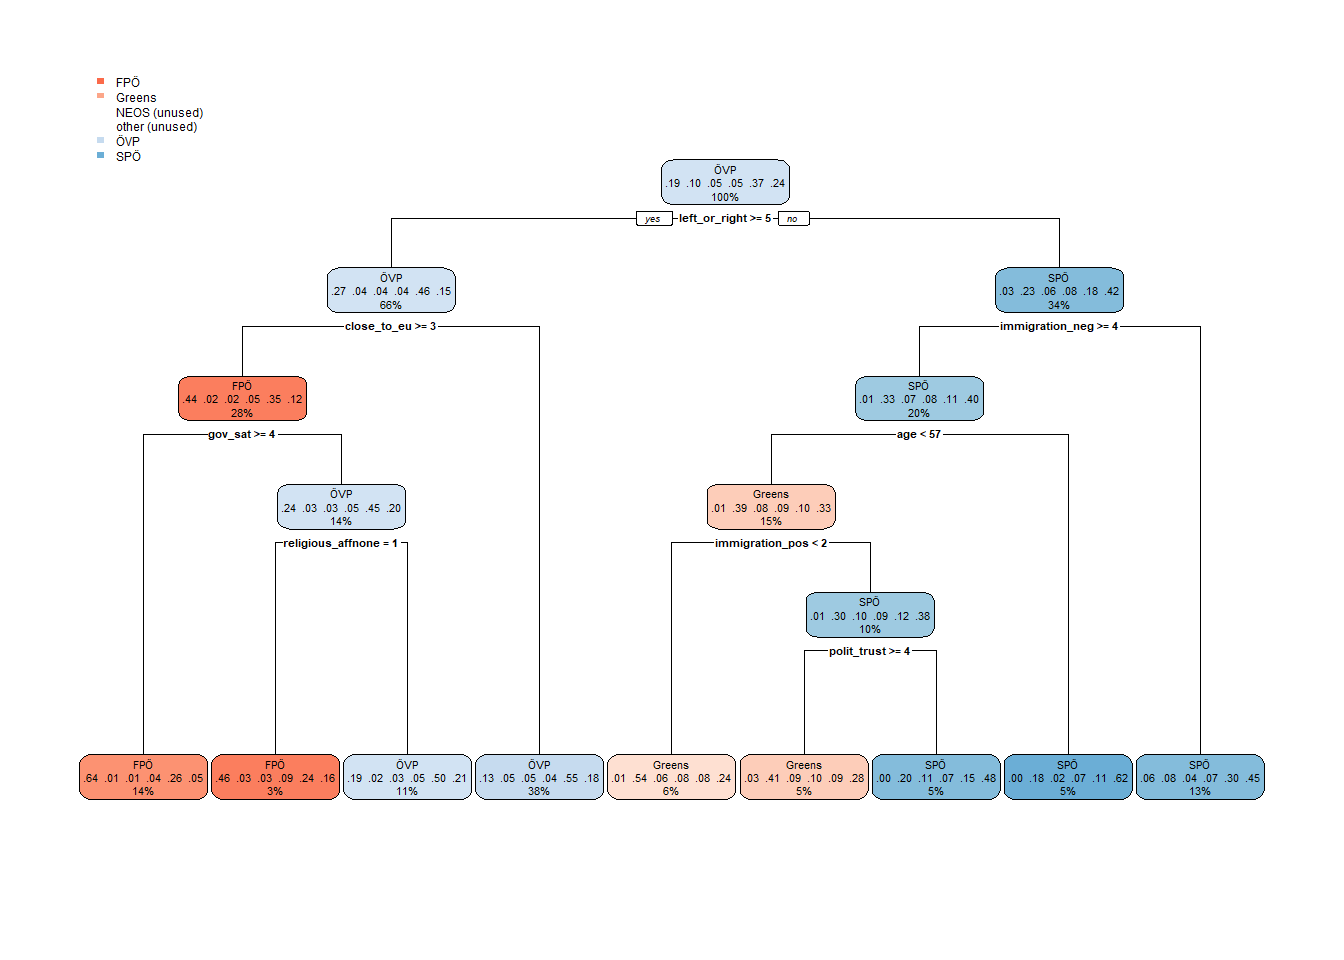 FPÖ
Greens
NEOS (unused)
other (unused)
ÖVP
SPÖ
ÖVP
.19 .10 .05 .05 .37 .24
100%
yes left_or_right >= 5 no
ÖVP
.27 .04 .04 .04 .46 .15
66%
SPÖ
.03 .23 .06 .08 .18 .42
34%
close_to_eu >= 3
immigration_neg >= 4
FPÖ
.44 .02 .02 .05 .35 .12
28%
SPÖ
.01 .33 .07 .08 .11 .40
20%
gov_sat >= 4
age < 57
ÖVP
.24 .03 .03 .05 .45 .20
14%
Greens
.01 .39 .08 .09 .10 .33
15%
religious_affnone = 1
immigration_pos < 2
SPÖ
.01 .30 .10 .09 .12 .38
10%
polit_trust >= 4
FPÖ
.64 .01 .01 .04 .26 .05
14%
FPÖ
.46 .03 .03 .09 .24 .16
3%
ÖVP
.19 .02 .03 .05 .50 .21
11%
ÖVP
.13 .05 .05 .04 .55 .18
38%
Greens
.01 .54 .06 .08 .08 .24
6%
Greens
.03 .41 .09 .10 .09 .28
5%
SPÖ
.00 .20 .11 .07 .15 .48
5%
SPÖ
.00 .18 .02 .07 .11 .62
5%
SPÖ
.06 .08 .04 .07 .30 .45
13%